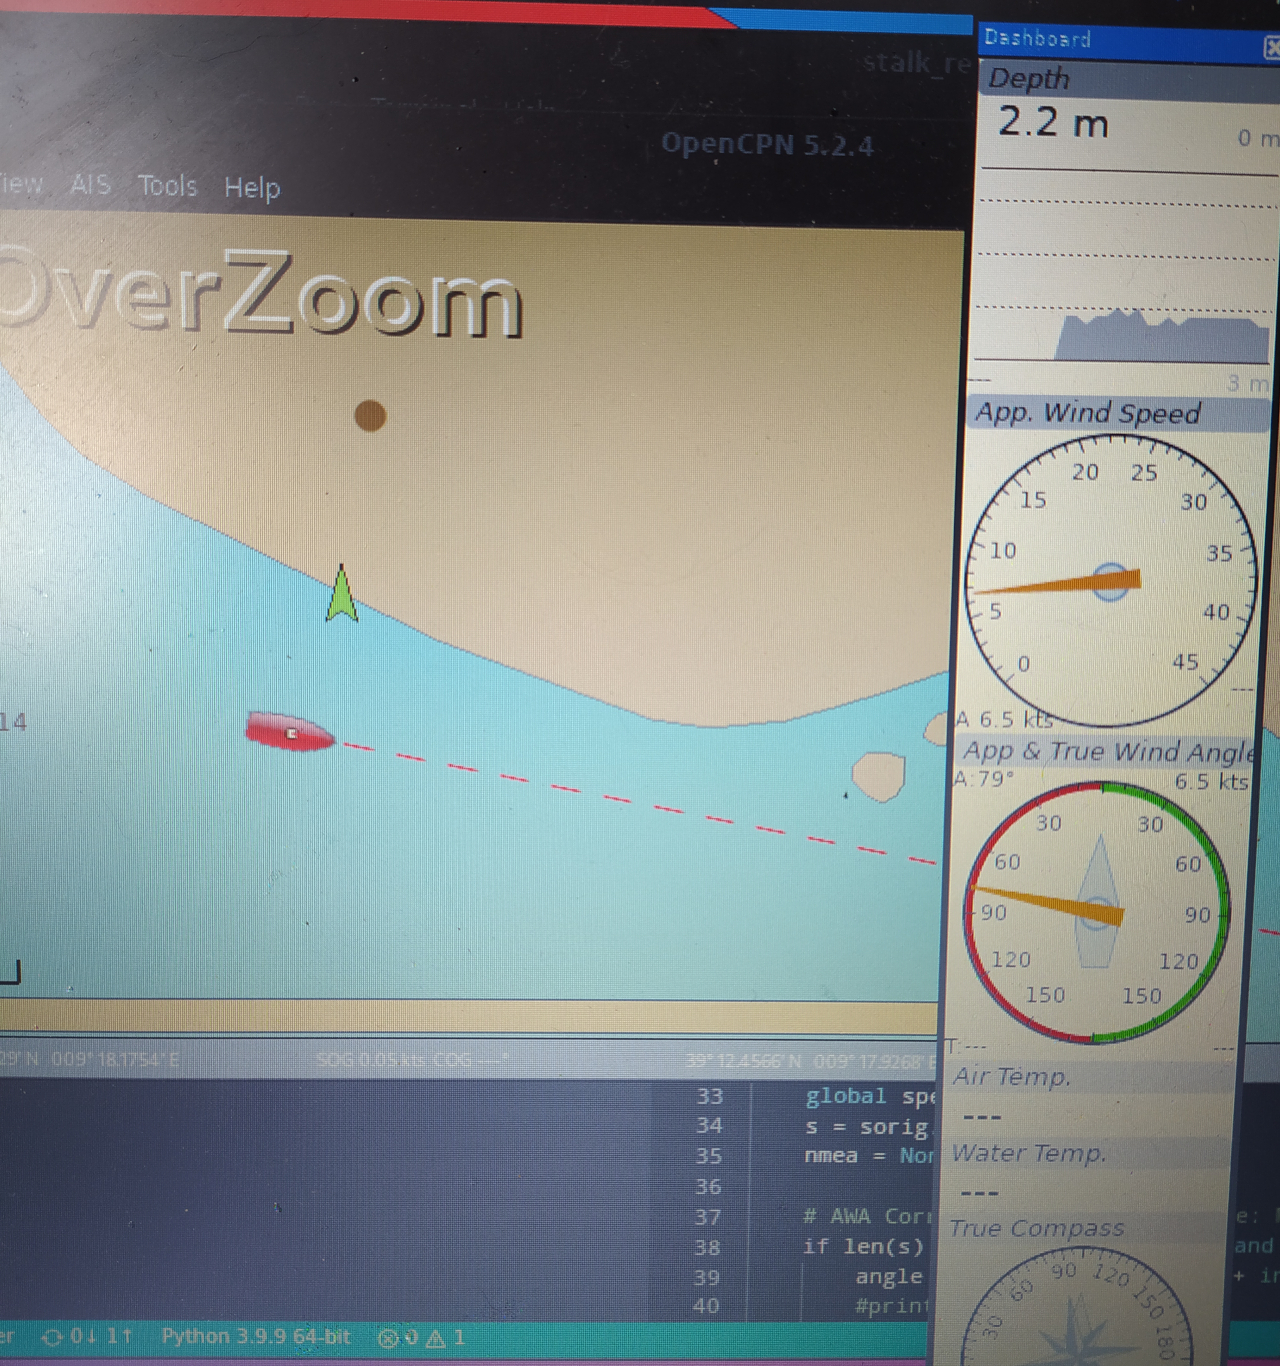 Dashboard
stalk_re
Depth
2.2 m
0 m
OpenCPN 5.2.4
AIS Tools Help
OverZoom
3 m
App. Wind Speed
20 25
15 30
10 35
5 40
0 45
---
14
A 6.5 kts
App & True Wind Angle
A:79° 6.5 kts
30 30
60 60
90 90
120 120
150 150
T:--- ---
29' N 009° 18.1754' E SOG 0.05 kts COG ---° 39° 12.4566' N 009° 17.9268' E
Air Temp.
---
Water Temp.
---
True Compass
30 60 90 120 150 180
33 global spe
34 s = sorig
35 nmea = Nor
36
37 # AWA Corr e:
38 if len(s) and
39 angle + in
40 #print
er 0↓ 1↑ Python 3.9.9 64-bit 0 1